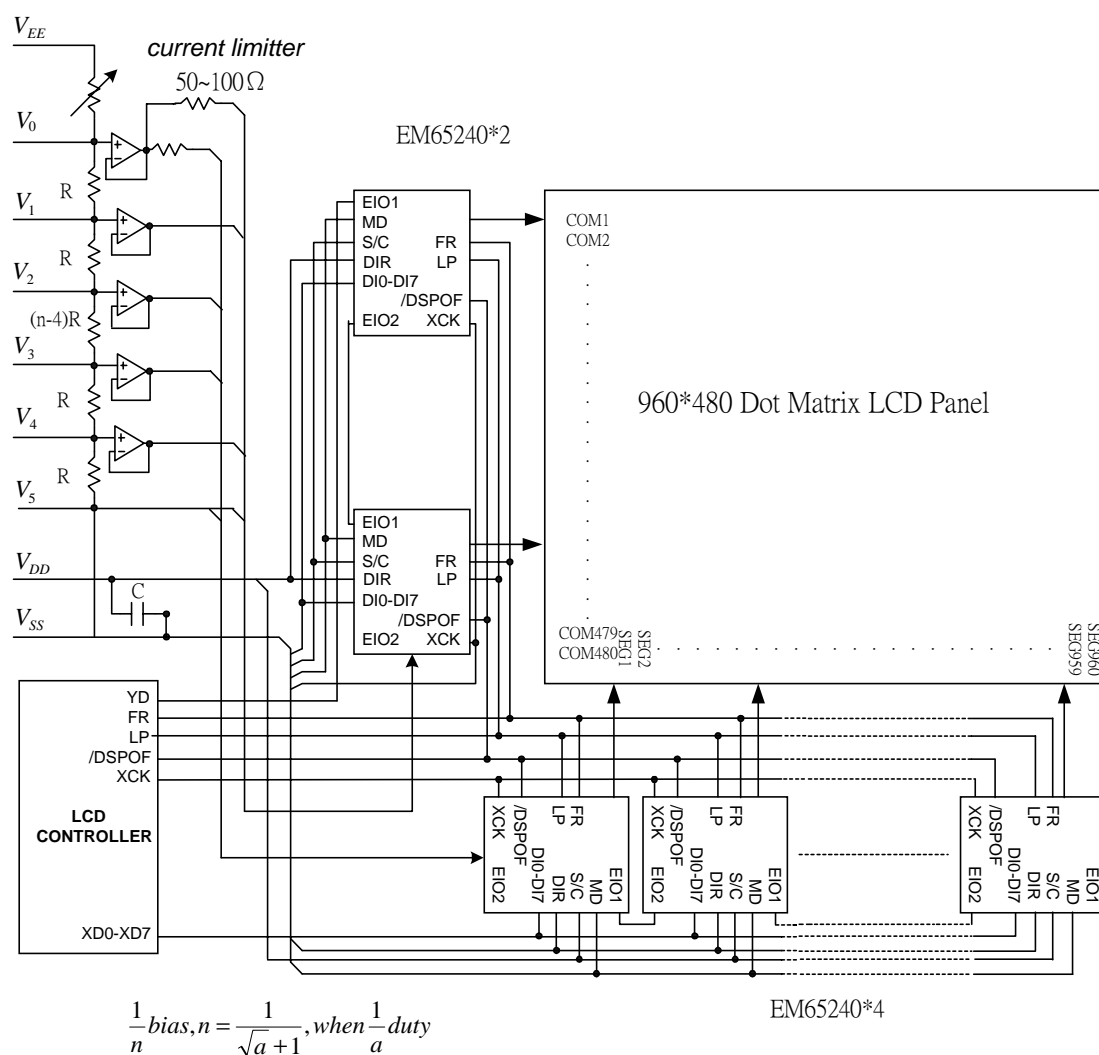 V_EE
current limitter
50~100Ω
V_0
EM65240*2
R
V_1
R
V_2
(n-4)R
V_3
R
V_4
R
V_5
V_DD
C
V_SS
EIO1
MD
S/C
DIR
DI0-DI7
/DSPOF
EIO2
FR
LP
XCK
EIO1
MD
S/C
DIR
DI0-DI7
/DSPOF
EIO2
FR
LP
XCK
COM1
COM2
960*480 Dot Matrix LCD Panel
COM479
COM480
SEG1
SEG2
SEG959
SEG960
YD
FR
LP
/DSPOF
XCK
LCD
CONTROLLER
XD0-XD7
XCK
/DSPOF
LP
FR
EIO2
DI0-DI7
DIR
S/C
MD
EIO1
XCK
/DSPOF
LP
FR
EIO2
DI0-DI7
DIR
S/C
MD
EIO1
XCK
/DSPOF
LP
FR
EIO2
DI0-DI7
DIR
S/C
MD
EIO1
EM65240*4
1/n bias, n = 1/(√a+1), when 1/a duty